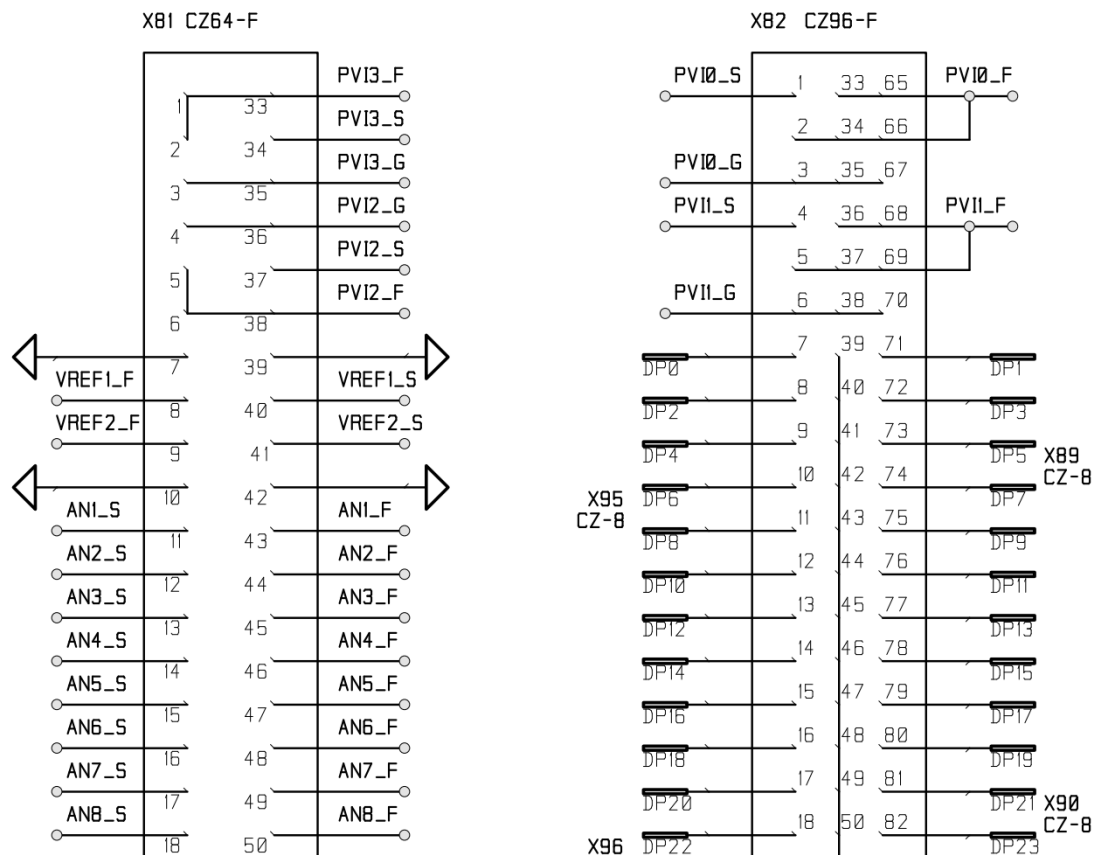 X81 CZ64-F X82 CZ96-F
PVI3_F PVI0_S 1 33 65 PVI0_F
1 33 PVI3_S
2 34 66
2 34 PVI3_G PVI0_G 3 35 67
3 35 PVI2_G PVI1_S 4 36 68 PVI1_F
4 36 PVI2_S 5 37 69
5 37 PVI2_F PVI1_G 6 38 70
6 38
7 39 71
7 39 DP0 DP1
VREF1_F VREF1_S 8 40 72
8 40 DP2 DP3
VREF2_F VREF2_S 9 41 73
9 41 DP4 DP5 X89
CZ-8
10 42 74
10 42 X95 DP6 DP7
CZ-8
AN1_S AN1_F 11 43 75
11 43 DP8 DP9
AN2_S AN2_F 12 44 76
12 44 DP10 DP11
AN3_S AN3_F 13 45 77
13 45 DP12 DP13
AN4_S AN4_F 14 46 78
14 46 DP14 DP15
AN5_S AN5_F 15 47 79
15 47 DP16 DP17
AN6_S AN6_F 16 48 80
16 48 DP18 DP19
AN7_S AN7_F 17 49 81
17 49 DP20 DP21 X90
CZ-8
AN8_S AN8_F 18 50 82
18 50 X96 DP22 DP23